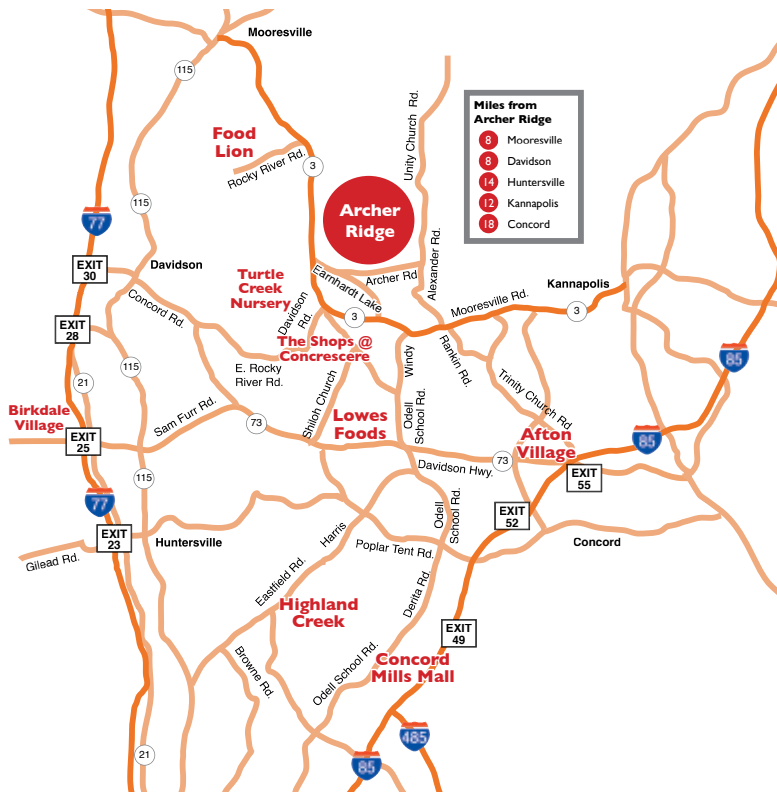 Mooresville
115
Food
Lion
Rocky River Rd.
3
Unity Church Rd.
Miles from
Archer Ridge
8 Mooresville
8 Davidson
14 Huntersville
12 Kannapolis
18 Concord
115
77
Archer
Ridge
EXIT
30
Davidson
Turtle
Creek
Nursery
Earnhardt Lake
Archer Rd.
Alexander Rd.
Kannapolis
Concord Rd.
Davidson
Rd.
3
Mooresville Rd.
3
EXIT
28
The Shops @
Concrescere
Windy
Rankin Rd.
85
115
21
E. Rocky
River Rd.
Trinity Church Rd
Birkdale
Village
Sam Furr Rd.
73
Shiloh Church
Lowes
Foods
Odell
School Rd.
Afton
Village
85
EXIT
25
Davidson Hwy.
73
EXIT
55
115
77
Odell
School Rd.
EXIT
52
EXIT
23
Huntersville
Harris
Poplar Tent Rd.
Concord
Gilead Rd.
Eastfield Rd.
Derita Rd.
Highland
Creek
EXIT
49
Browne Rd.
Odell School Rd.
Concord
Mills Mall
21
85
485